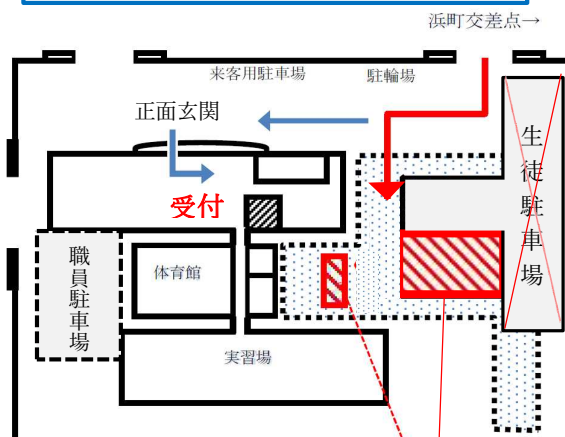 浜町交差点→
来客用駐車場
駐輪場
正面玄関
生徒駐車場
受付
職員駐車場
体育館
実習場